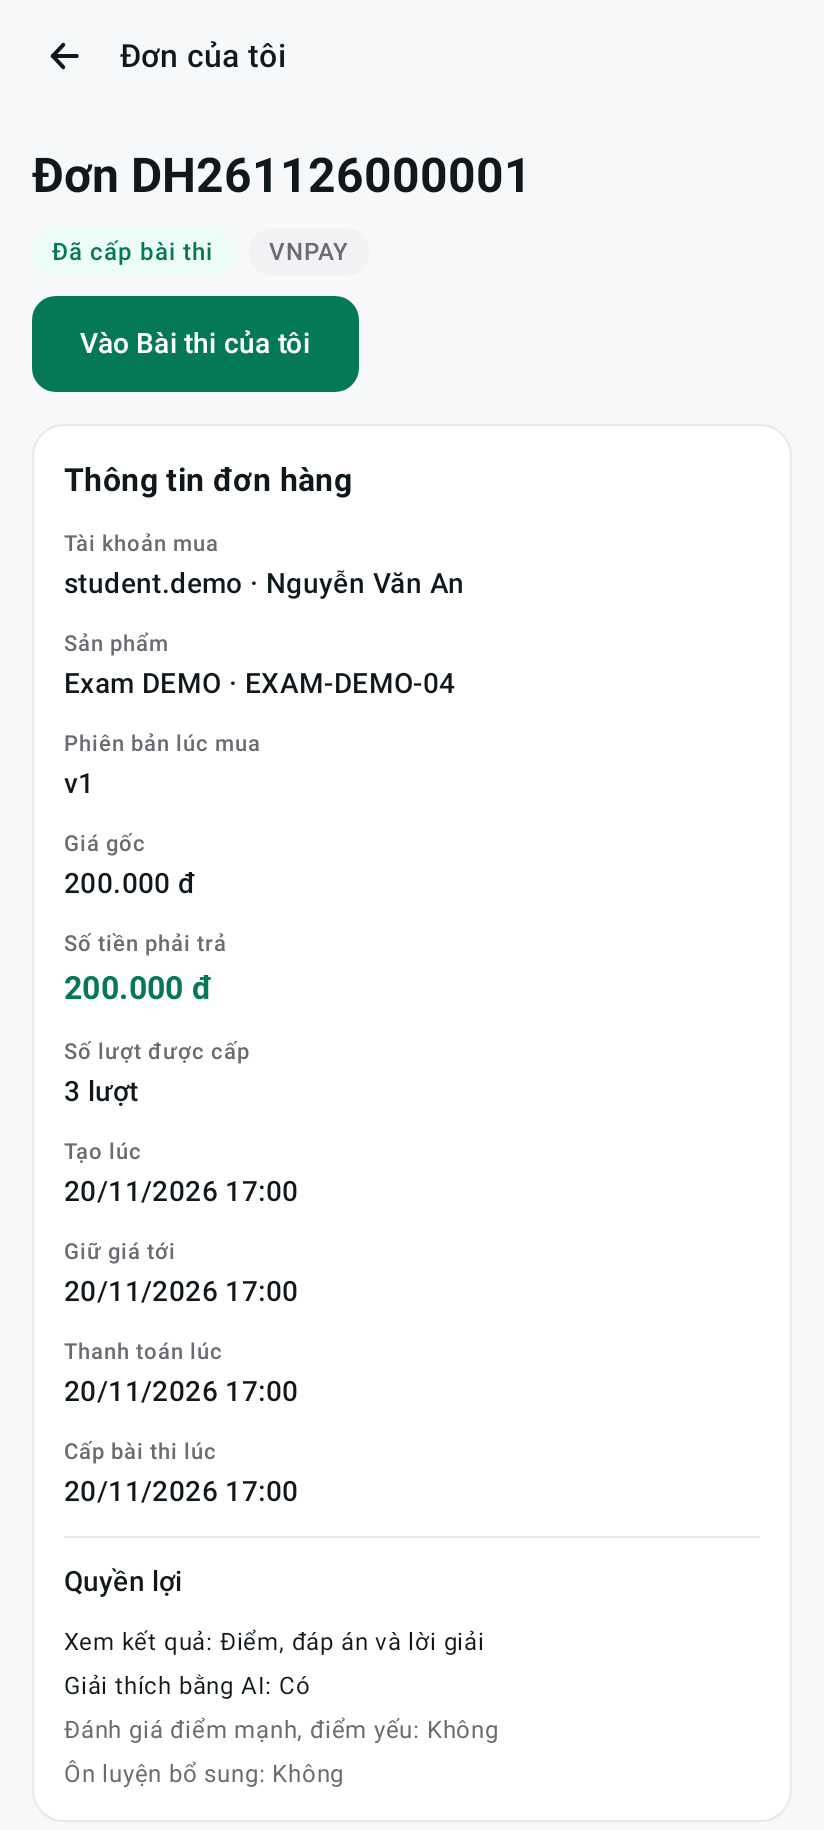 Đơn của tôi
Đơn DH261126000001
Đã cấp bài thi
VNPAY
Vào Bài thi của tôi
Thông tin đơn hàng
Tài khoản mua
student.demo · Nguyễn Văn An
Sản phẩm
Exam DEMO · EXAM-DEMO-04
Phiên bản lúc mua
v1
Giá gốc
200.000 đ
Số tiền phải trả
200.000 đ
Số lượt được cấp
3 lượt
Tạo lúc
20/11/2026 17:00
Giữ giá tới
20/11/2026 17:00
Thanh toán lúc
20/11/2026 17:00
Cấp bài thi lúc
20/11/2026 17:00
Quyền lợi
Xem kết quả: Điểm, đáp án và lời giải
Giải thích bằng AI: Có
Đánh giá điểm mạnh, điểm yếu: Không
Ôn luyện bổ sung: Không